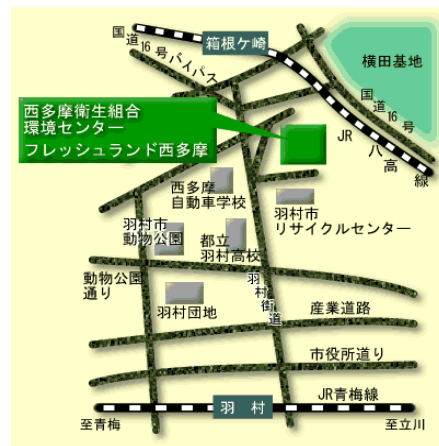 国道16号バイパス
箱根ケ崎
横田基地
国道16号
JR八高線
西多摩衛生組合
環境センター
フレッシュランド西多摩
西多摩
自動車学校
羽村市
リサイクルセンター
羽村市
動物公園
都立
羽村高校
動物公園
通り
羽村街道
羽村団地
産業道路
市役所通り
JR青梅線
羽村
至青梅
至立川